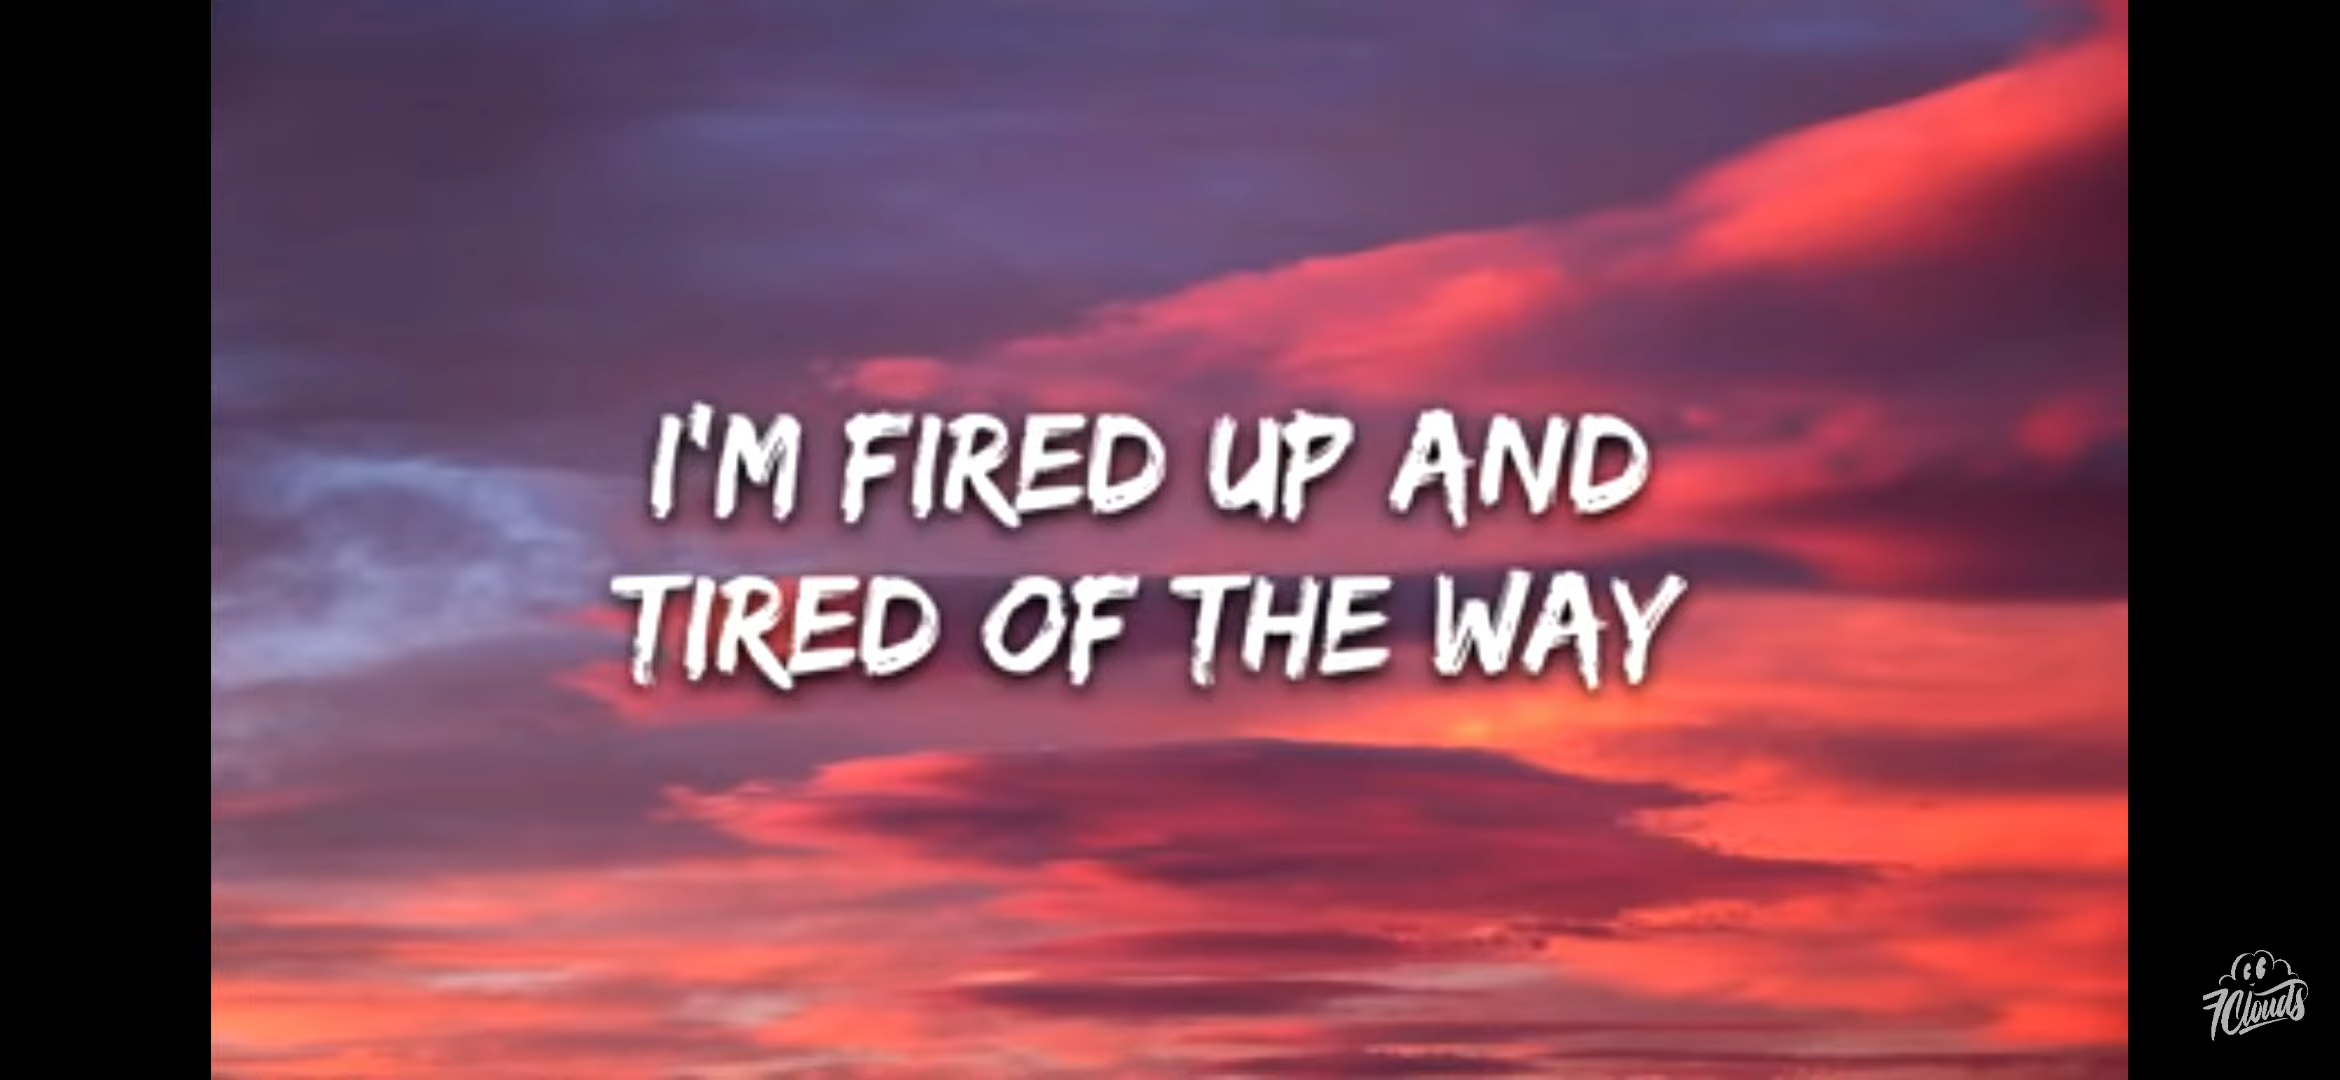 I'M FIRED UP AND
TIRED OF THE WAY
7Clouds